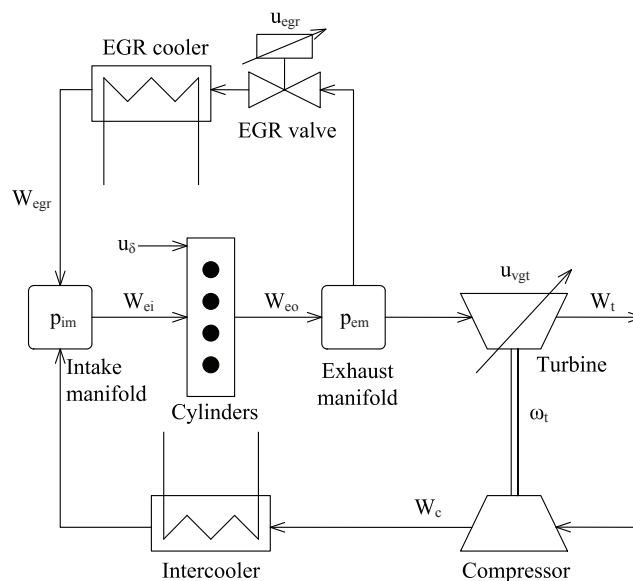 u_egr
EGR cooler
EGR valve
W_egr
u_δ
u_vgt
W_ei
W_eo
W_t
p_im
p_em
Intake
manifold
Cylinders
Exhaust
manifold
Turbine
ω_t
W_c
Intercooler
Compressor